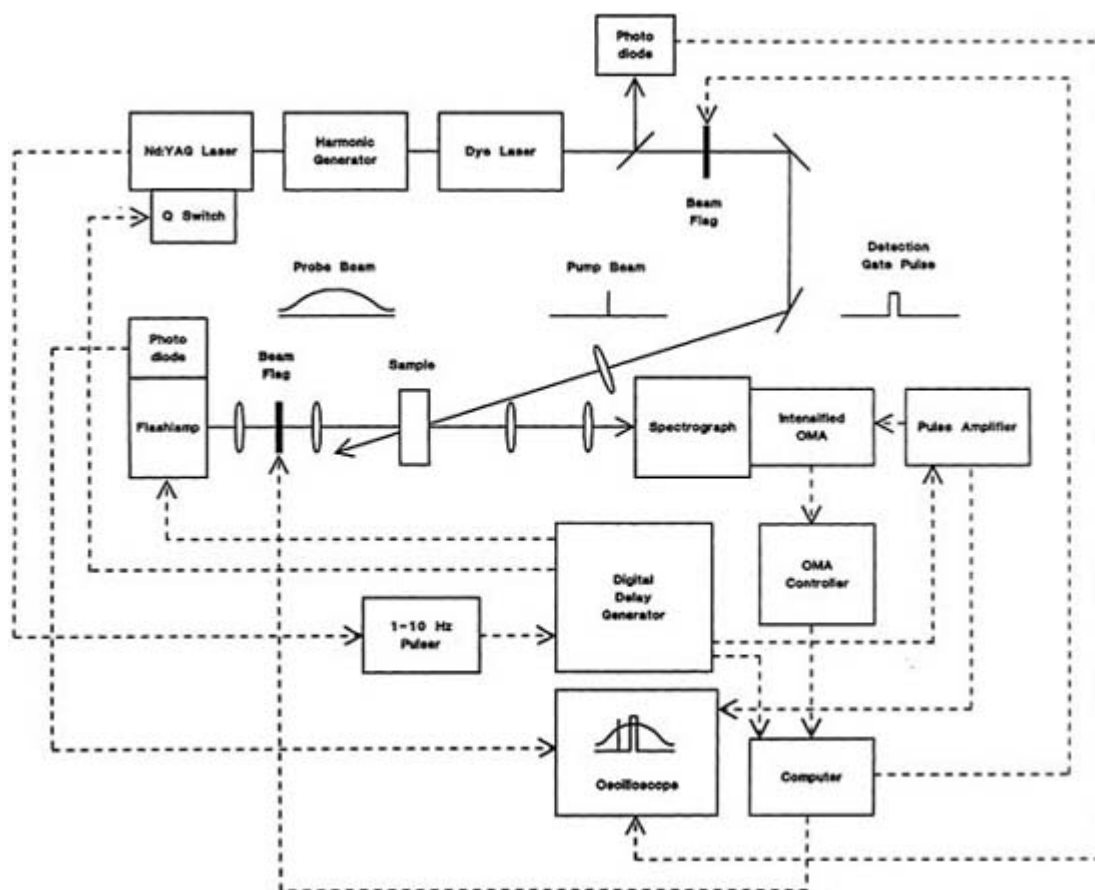 Photo
diode
Nd:YAG Laser
Harmonic
Generator
Dye Laser
Q Switch
Beam
Flag
Detection
Gate Pulse
Probe Beam
Pump Beam
Photo
diode
Beam
Flag
Sample
Flashlamp
Spectrograph
Intensified
OMA
Pulse Amplifier
Digital
Delay
Generator
OMA
Controller
1-10 Hz
Pulser
Oscilloscope
Computer